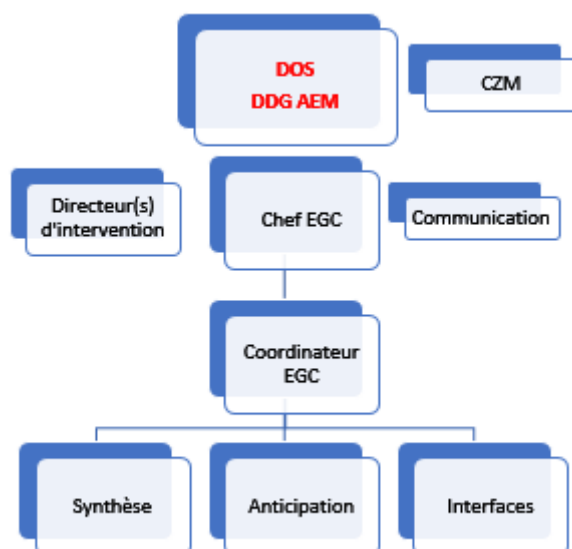 DOS
DDG AEM
CZM
Directeur(s)
d'intervention
Chef EGC
Communication
Coordinateur
EGC
Synthèse
Anticipation
Interfaces